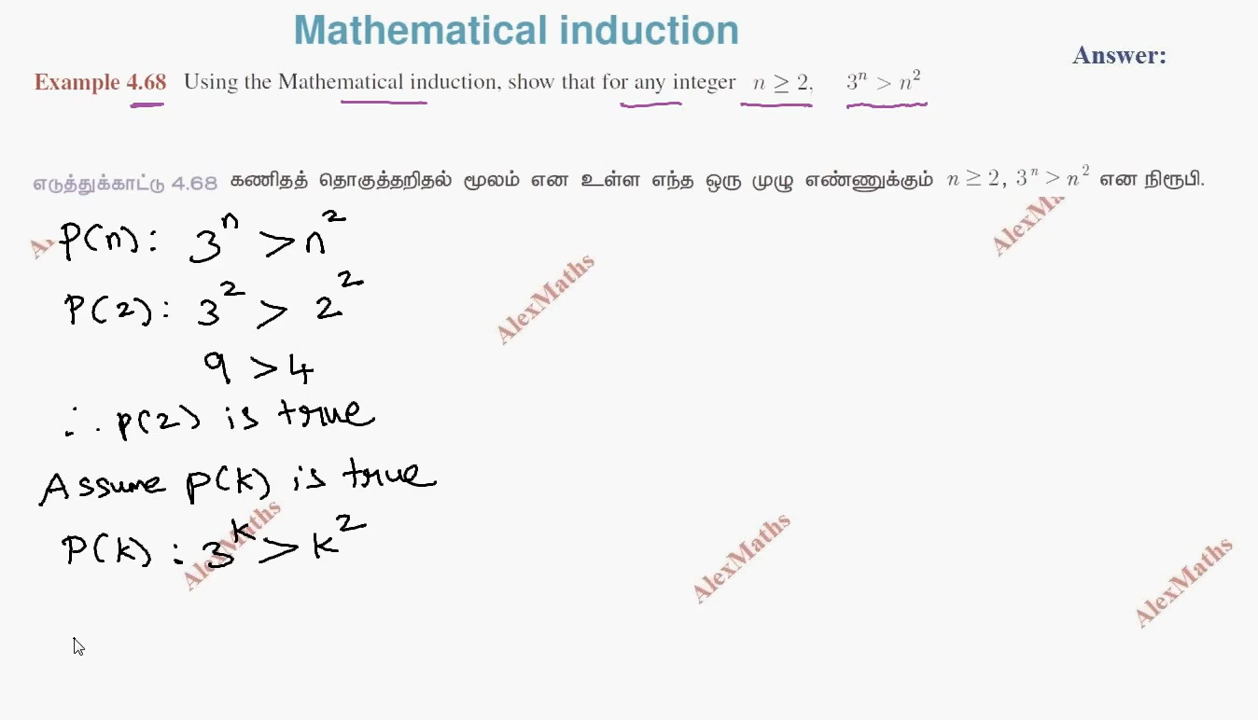 Mathematical induction
Answer:
Example 4.68 Using the Mathematical induction, show that for any integer n ≥ 2, 3ⁿ > n²
எடுத்துக்காட்டு 4.68 கணிதத் தொகுத்தறிதல் மூலம் என உள்ள எந்த ஒரு முழு எண்ணுக்கும் n ≥ 2, 3ⁿ > n² என நிரூபி.
P(n): 3ⁿ > n²
P(2): 3² > 2²
9 > 4
∴ P(2) is true
Assume P(k) is true
P(k): 3ᵏ > k²
AlexMaths
AlexMa
AlexMaths
AlexMaths
AlexMaths